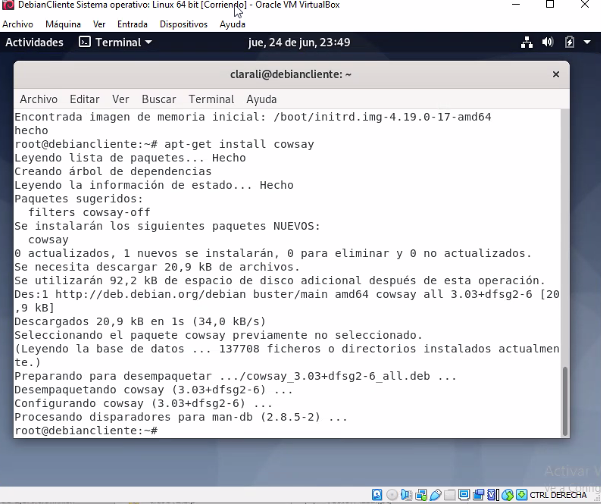 DebianCliente Sistema operativo: Linux 64 bit [Corriendo] - Oracle VM VirtualBox
Archivo Máquina Ver Entrada Dispositivos Ayuda
Actividades Terminal jue, 24 de jun, 23:49
clarali@debiancliente: ~
Archivo Editar Ver Buscar Terminal Ayuda
Encontrada imagen de memoria inicial: /boot/initrd.img-4.19.0-17-amd64
hecho
root@debiancliente:~# apt-get install cowsay
Leyendo lista de paquetes... Hecho
Creando árbol de dependencias
Leyendo la información de estado... Hecho
Paquetes sugeridos:
filters cowsay-off
Se instalarán los siguientes paquetes NUEVOS:
cowsay
0 actualizados, 1 nuevos se instalarán, 0 para eliminar y 0 no actualizados.
Se necesita descargar 20,9 kB de archivos.
Se utilizarán 92,2 kB de espacio de disco adicional después de esta operación.
Des:1 http://deb.debian.org/debian buster/main amd64 cowsay all 3.03+dfsg2-6 [20
,9 kB]
Descargados 20,9 kB en 1s (34,0 kB/s)
Seleccionando el paquete cowsay previamente no seleccionado.
(Leyendo la base de datos ... 137708 ficheros o directorios instalados actualmen
te.)
Preparando para desempaquetar .../cowsay_3.03+dfsg2-6_all.deb ...
Desempaquetando cowsay (3.03+dfsg2-6) ...
Configurando cowsay (3.03+dfsg2-6) ...
Procesando disparadores para man-db (2.8.5-2) ...
root@debiancliente:~#
Activar
CTRL DERECHA